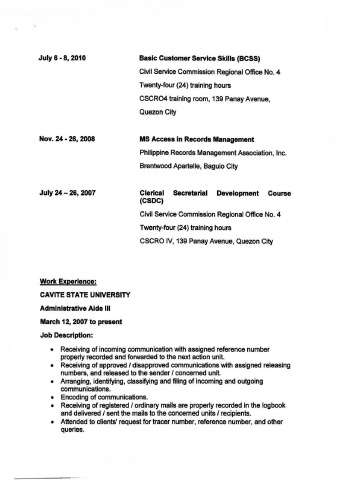 July 6 - 8, 2010 Basic Customer Service Skills (BCSS)
Civil Service Commission Regional Office No. 4
Twenty-four (24) training hours
CSCRO4 training room, 139 Panay Avenue,
Quezon City
Nov. 24 - 26, 2008 MS Access in Records Management
Philippine Records Management Association, Inc.
Brentwood Apartelle, Baguio City
July 24 – 26, 2007 Clerical Secretarial Development Course
(CSDC)
Civil Service Commission Regional Office No. 4
Twenty-four (24) training hours
CSCRO IV, 139 Panay Avenue, Quezon City
Work Experience:
CAVITE STATE UNIVERSITY
Administrative Aide III
March 12, 2007 to present
Job Description:
• Receiving of incoming communication with assigned reference number
properly recorded and forwarded to the next action unit.
• Receiving of approved / disapproved communications with assigned releasing
numbers, and released to the sender / concerned unit.
• Arranging, identifying, classifying and filing of incoming and outgoing
communications.
• Encoding of communications.
• Receiving of registered / ordinary mails are properly recorded in the logbook
and delivered / sent the mails to the concerned units / recipients.
• Attended to clients' request for tracer number, reference number, and other
queries.